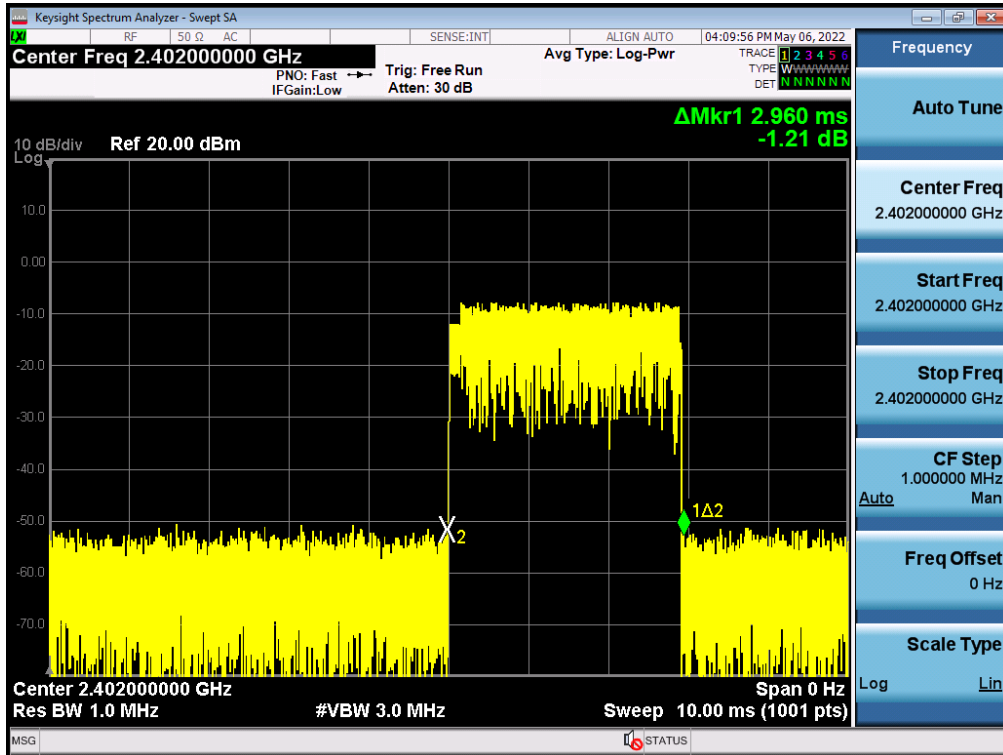 Keysight Spectrum Analyzer - Swept SA
LXI RF 50 Ω AC SENSE:INT ALIGN AUTO 04:09:56 PM May 06, 2022
Center Freq 2.402000000 GHz
PNO: Fast
IFGain:Low
Trig: Free Run
Atten: 30 dB
Avg Type: Log-Pwr
TRACE 1 2 3 4 5 6
TYPE WWWWWW
DET N N N N N N
ΔMkr1 2.960 ms
-1.21 dB
10 dB/div Ref 20.00 dBm
Log
10.0
0.00
-10.0
-20.0
-30.0
-40.0
-50.0
-60.0
-70.0
X2
1Δ2
Center 2.402000000 GHz Span 0 Hz
Res BW 1.0 MHz #VBW 3.0 MHz Sweep 10.00 ms (1001 pts)
MSG STATUS
Frequency
Auto Tune
Center Freq
2.402000000 GHz
Start Freq
2.402000000 GHz
Stop Freq
2.402000000 GHz
CF Step
1.000000 MHz
Auto Man
Freq Offset
0 Hz
Scale Type
Log Lin